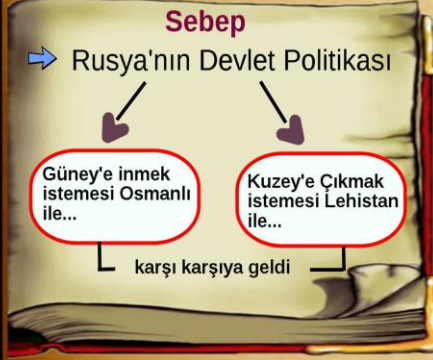 Sebep
Rusya'nın Devlet Politikası
Güney'e inmek
istemesi Osmanlı
ile...
Kuzey'e Çıkmak
istemesi Lehistan
ile...
karşı karşıya geldi